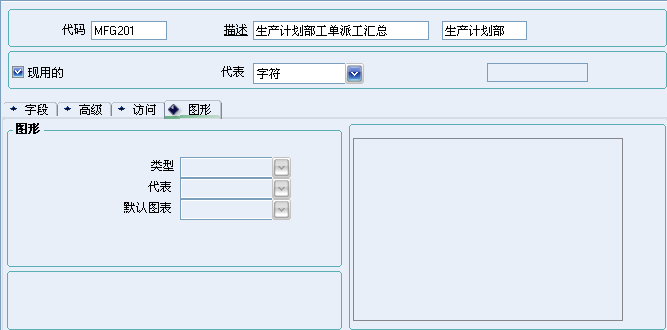 代码 MFG201 描述 生产计划部工单派工汇总 生产计划部
现用的 代表 字符
字段 高级 访问 图形
图形
类型
代表
默认图表